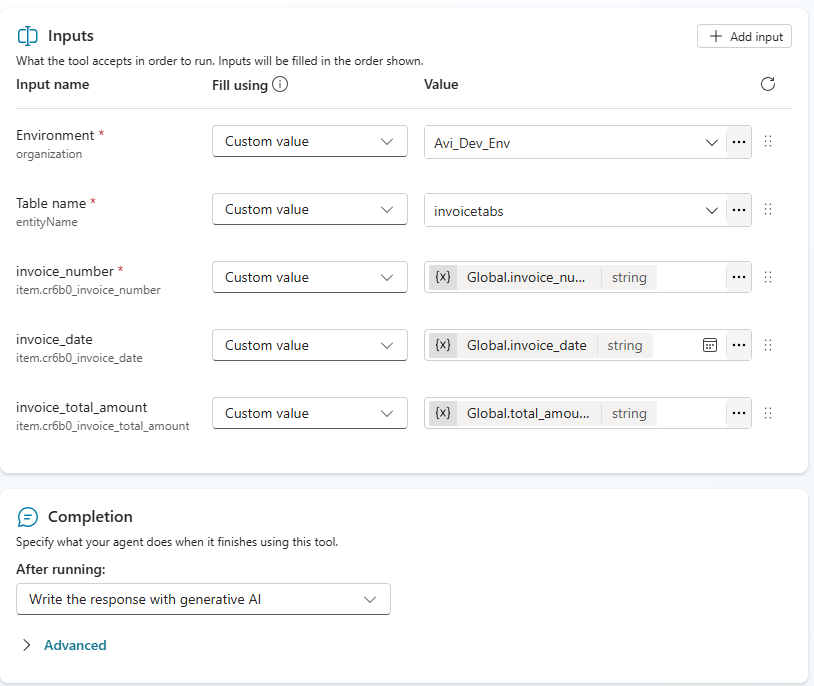 Inputs
Add input
What the tool accepts in order to run. Inputs will be filled in the order shown.
Input name Fill using Value
Environment *
organization
Custom value
Avi_Dev_Env
Table name *
entityName
Custom value
invoicetabs
invoice_number *
item.cr6b0_invoice_number
Custom value
{x} Global.invoice_nu... string
invoice_date
item.cr6b0_invoice_date
Custom value
{x} Global.invoice_date string
invoice_total_amount
item.cr6b0_invoice_total_amount
Custom value
{x} Global.total_amou... string
Completion
Specify what your agent does when it finishes using this tool.
After running:
Write the response with generative AI
Advanced